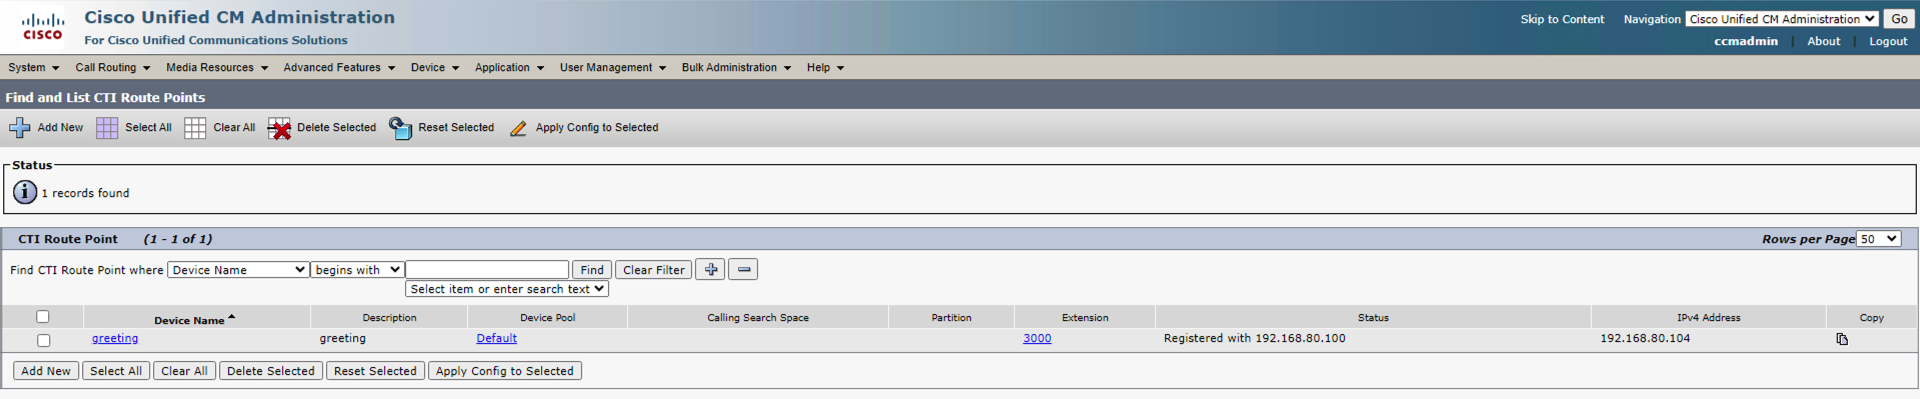 CISCO
Cisco Unified CM Administration
For Cisco Unified Communications Solutions
Skip to Content Navigation Cisco Unified CM Administration Go
ccmadmin | About | Logout
System Call Routing Media Resources Advanced Features Device Application User Management Bulk Administration Help
Find and List CTI Route Points
Add New Select All Clear All Delete Selected Reset Selected Apply Config to Selected
Status
1 records found
CTI Route Point (1 - 1 of 1) Rows per Page 50
Find CTI Route Point where Device Name begins with Find Clear Filter
Select item or enter search text
Device Name Description Device Pool Calling Search Space Partition Extension Status IPv4 Address Copy
greeting greeting Default 3000 Registered with 192.168.80.100 192.168.80.104
Add New Select All Clear All Delete Selected Reset Selected Apply Config to Selected